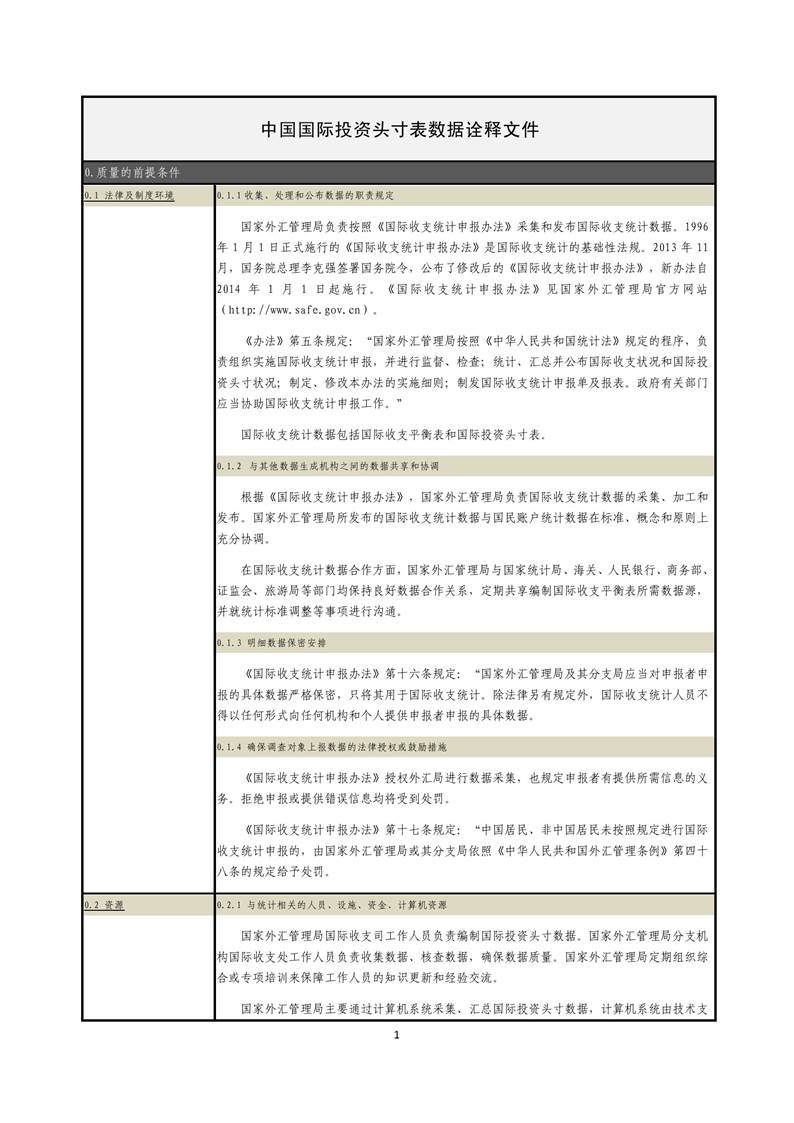 中国国际投资头寸表数据诠释文件
0.质量的前提条件
0.1 法律及制度环境
0.1.1收集、处理和公布数据的职责规定
国家外汇管理局负责按照《国际收支统计申报办法》采集和发布国际收支统计数据。1996
年 1 月 1 日正式施行的《国际收支统计申报办法》是国际收支统计的基础性法规。2013 年 11
月，国务院总理李克强签署国务院令，公布了修改后的《国际收支统计申报办法》，新办法自
2014 年 1 月 1 日起施行。《国际收支统计申报办法》见国家外汇管理局官方网站
（http://www.safe.gov.cn）。
《办法》第五条规定：“国家外汇管理局按照《中华人民共和国统计法》规定的程序，负
责组织实施国际收支统计申报，并进行监督、检查；统计、汇总并公布国际收支状况和国际投
资头寸状况；制定、修改本办法的实施细则；制发国际收支统计申报单及报表。政府有关部门
应当协助国际收支统计申报工作。”
国际收支统计数据包括国际收支平衡表和国际投资头寸表。
0.1.2 与其他数据生成机构之间的数据共享和协调
根据《国际收支统计申报办法》，国家外汇管理局负责国际收支统计数据的采集、加工和
发布。国家外汇管理局所发布的国际收支统计数据与国民账户统计数据在标准、概念和原则上
充分协调。
在国际收支统计数据合作方面，国家外汇管理局与国家统计局、海关、人民银行、商务部、
证监会、旅游局等部门均保持良好数据合作关系，定期共享编制国际收支平衡表所需数据源，
并就统计标准调整等事项进行沟通。
0.1.3 明细数据保密安排
《国际收支统计申报办法》第十六条规定：“国家外汇管理局及其分支局应当对申报者申
报的具体数据严格保密，只将其用于国际收支统计。除法律另有规定外，国际收支统计人员不
得以任何形式向任何机构和个人提供申报者申报的具体数据。
0.1.4 确保调查对象上报数据的法律授权或鼓励措施
《国际收支统计申报办法》授权外汇局进行数据采集，也规定申报者有提供所需信息的义
务。拒绝申报或提供错误信息均将受到处罚。
《国际收支统计申报办法》第十七条规定：“中国居民、非中国居民未按照规定进行国际
收支统计申报的，由国家外汇管理局或其分支局依照《中华人民共和国外汇管理条例》第四十
八条的规定给予处罚。
0.2 资源
0.2.1 与统计相关的人员、设施、资金、计算机资源
国家外汇管理局国际收支司工作人员负责编制国际投资头寸数据。国家外汇管理局分支机
构国际收支处工作人员负责收集数据、核查数据，确保数据质量。国家外汇管理局定期组织综
合或专项培训来保障工作人员的知识更新和经验交流。
国家外汇管理局主要通过计算机系统采集、汇总国际投资头寸数据，计算机系统由技术支
1